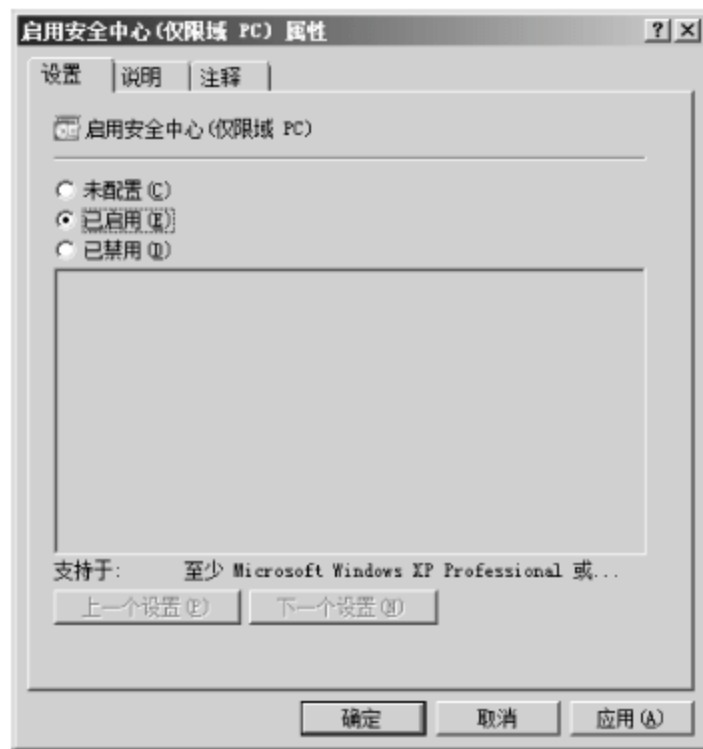 启用安全中心(仅限域 PC) 属性
设置 说明 注释
启用安全中心(仅限域 PC)
未配置(C)
已启用(E)
已禁用(D)
支持于: 至少 Microsoft Windows XP Professional 或...
上一个设置(P) 下一个设置(N)
确定 取消 应用(A)